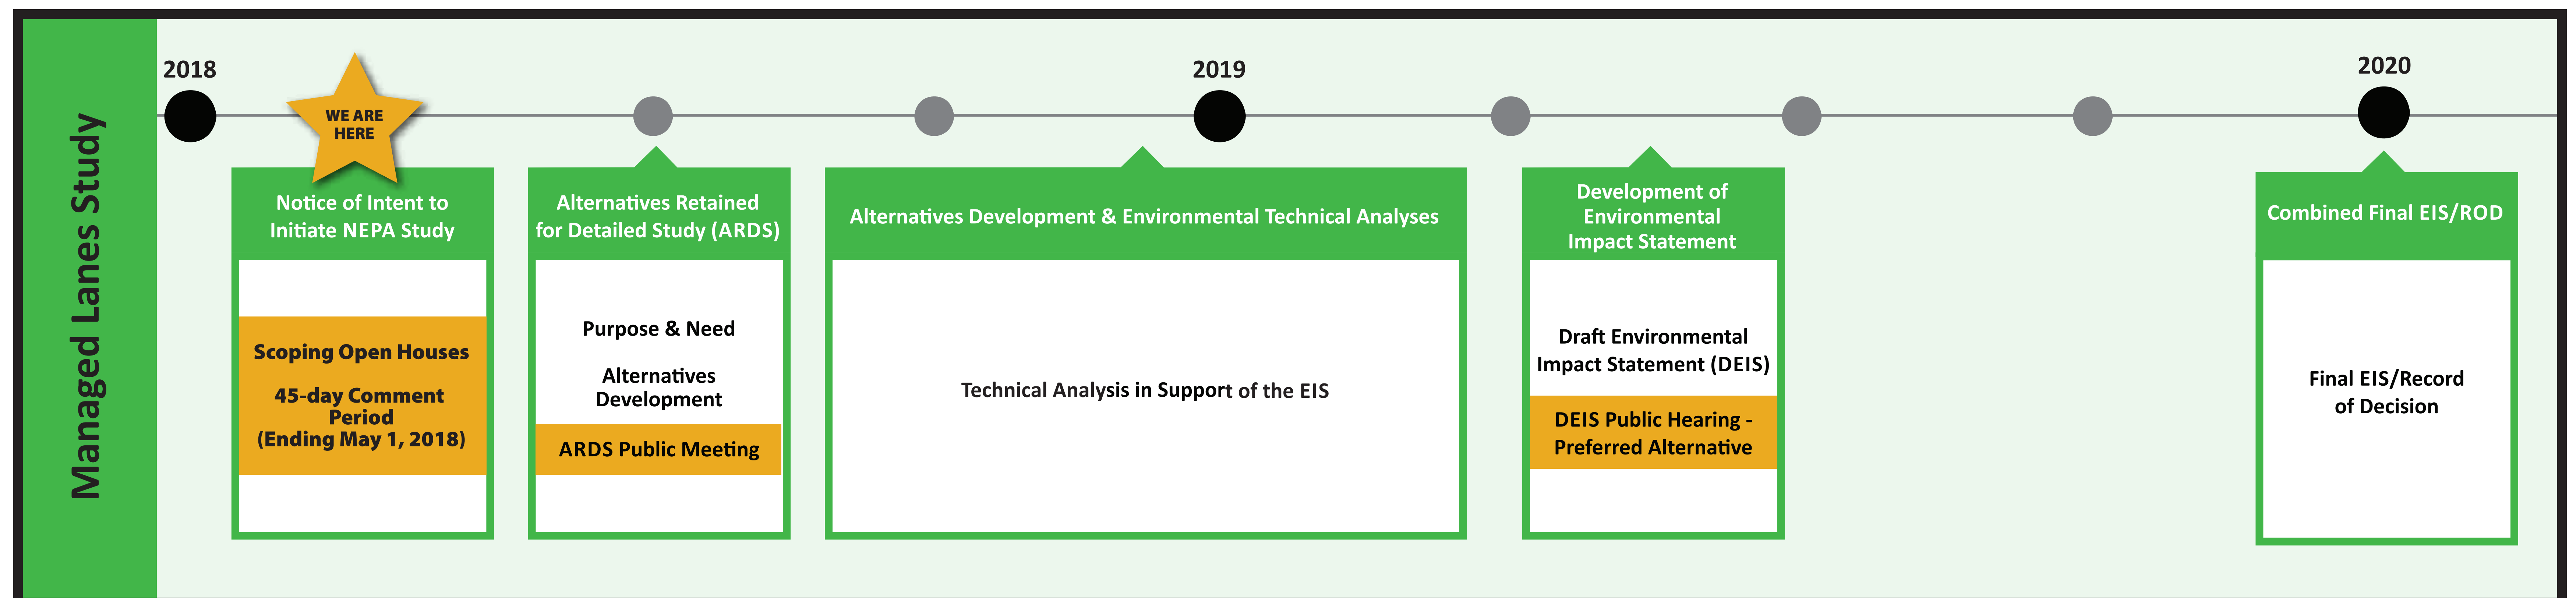 Managed Lanes Study
2018
2019
2020
WE ARE
HERE
Notice of Intent to
Initiate NEPA Study
Scoping Open Houses
45-day Comment
Period
(Ending May 1, 2018)
Alternatives Retained
for Detailed Study (ARDS)
Purpose & Need
Alternatives
Development
ARDS Public Meeting
Alternatives Development & Environmental Technical Analyses
Technical Analysis in Support of the EIS
Development of
Environmental
Impact Statement
Draft Environmental
Impact Statement (DEIS)
DEIS Public Hearing -
Preferred Alternative
Combined Final EIS/ROD
Final EIS/Record
of Decision